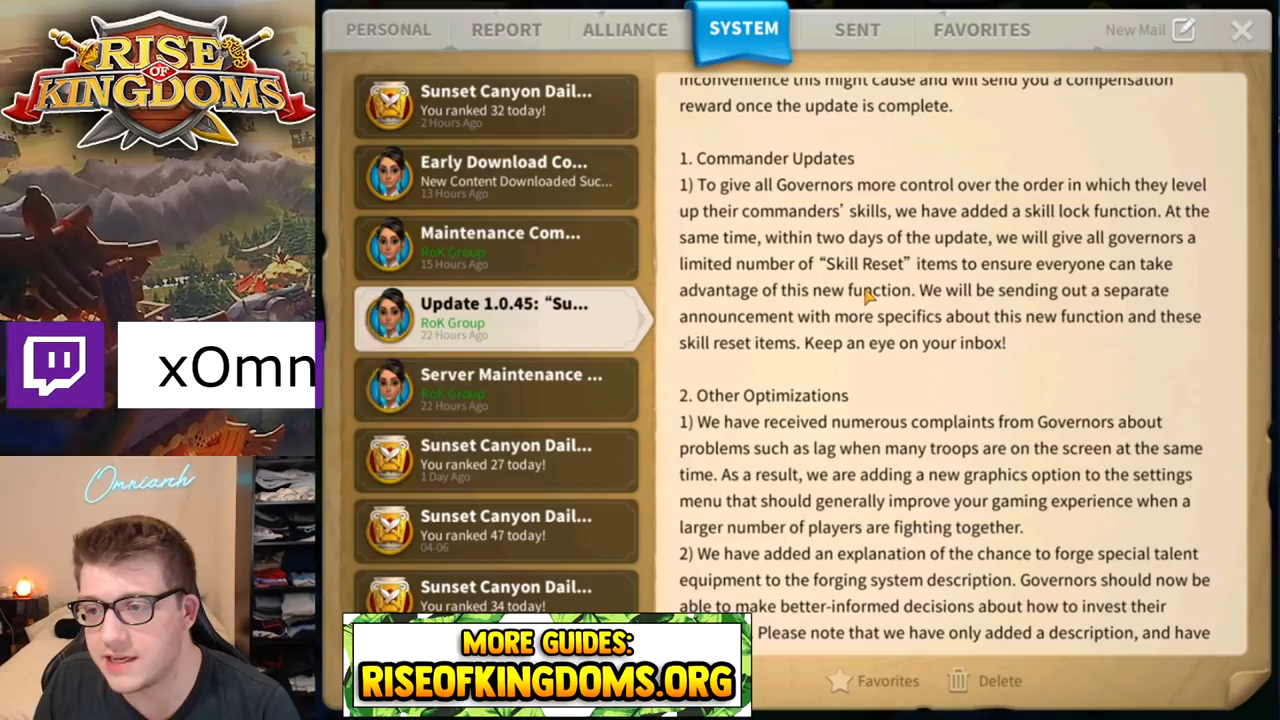 RISE
OF
KINGDOMS
xOmn
Omniarch
PERSONAL
REPORT
ALLIANCE
SYSTEM
SENT
FAVORITES
New Mail
Sunset Canyon Dail...
You ranked 32 today!
2 Hours Ago
Early Download Co...
New Content Downloaded Suc...
13 Hours Ago
Maintenance Com...
RoK Group
15 Hours Ago
Update 1.0.45: “Su...
RoK Group
22 Hours Ago
Server Maintenance ...
RoK Group
22 Hours Ago
Sunset Canyon Dail...
You ranked 27 today!
1 Day Ago
Sunset Canyon Dail...
You ranked 47 today!
04-06
Sunset Canyon Dail...
You ranked 34 today!
inconvenience this might cause and will send you a compensation
reward once the update is complete.
1. Commander Updates
1) To give all Governors more control over the order in which they level
up their commanders’ skills, we have added a skill lock function. At the
same time, within two days of the update, we will give all governors a
limited number of “Skill Reset” items to ensure everyone can take
advantage of this new function. We will be sending out a separate
announcement with more specifics about this new function and these
skill reset items. Keep an eye on your inbox!
2. Other Optimizations
1) We have received numerous complaints from Governors about
problems such as lag when many troops are on the screen at the same
time. As a result, we are adding a new graphics option to the settings
menu that should generally improve your gaming experience when a
larger number of players are fighting together.
2) We have added an explanation of the chance to forge special talent
equipment to the forging system description. Governors should now be
able to make better-informed decisions about how to invest their
Please note that we have only added a description, and have
Favorites
Delete
MORE GUIDES:
RISEOFKINGDOMS.ORG